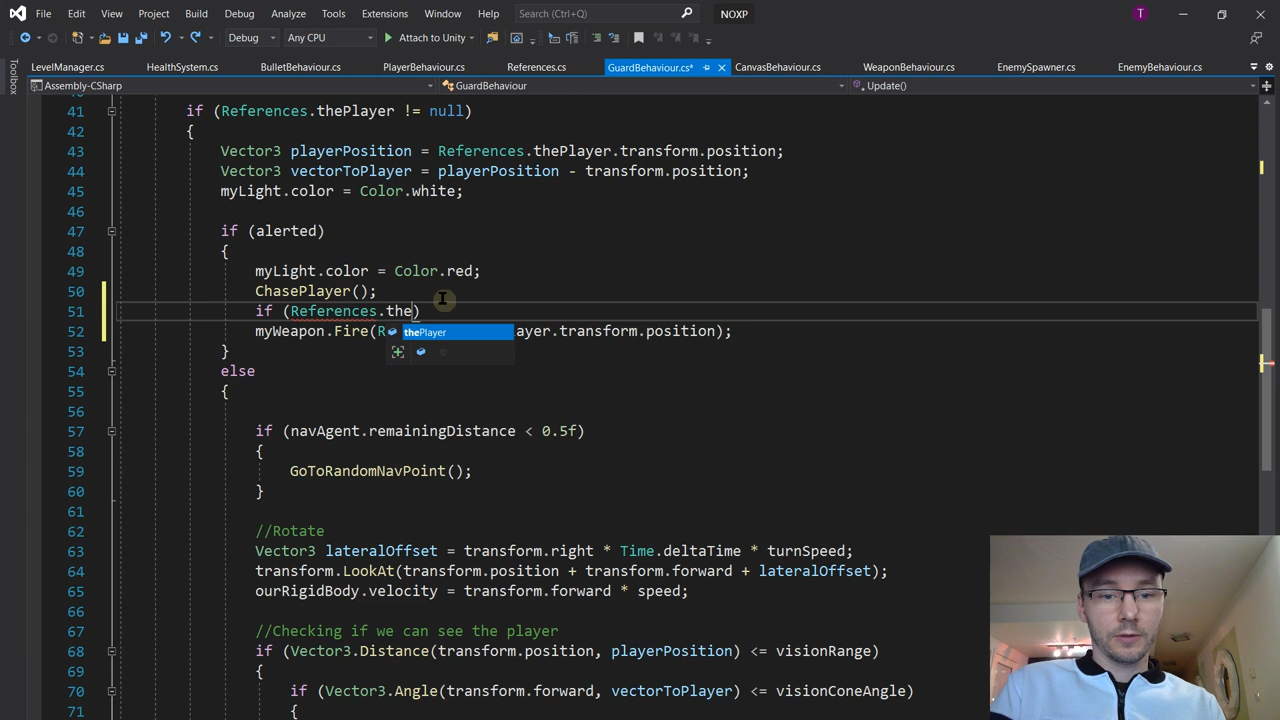 File Edit View Project Build Debug Analyze Tools Extensions Window Help Search (Ctrl+Q) NOXP T
Debug Any CPU Attach to Unity
LevelManager.cs HealthSystem.cs BulletBehaviour.cs PlayerBehaviour.cs References.cs GuardBehaviour.cs* CanvasBehaviour.cs WeaponBehaviour.cs EnemySpawner.cs EnemyBehaviour.cs
Toolbox
Assembly-CSharp GuardBehaviour Update()
41 if (References.thePlayer != null)
42 {
43 Vector3 playerPosition = References.thePlayer.transform.position;
44 Vector3 vectorToPlayer = playerPosition - transform.position;
45 myLight.color = Color.white;
46
47 if (alerted)
48 {
49 myLight.color = Color.red;
50 ChasePlayer();
51 if (References.the)
52 myWeapon.Fire(R ayer.transform.position);
thePlayer
53 }
54 else
55 {
56
57 if (navAgent.remainingDistance < 0.5f)
58 {
59 GoToRandomNavPoint();
60 }
61
62 //Rotate
63 Vector3 lateralOffset = transform.right * Time.deltaTime * turnSpeed;
64 transform.LookAt(transform.position + transform.forward + lateralOffset);
65 ourRigidBody.velocity = transform.forward * speed;
66
67 //Checking if we can see the player
68 if (Vector3.Distance(transform.position, playerPosition) <= visionRange)
69 {
70 if (Vector3.Angle(transform.forward, vectorToPlayer) <= visionConeAngle)
71 {